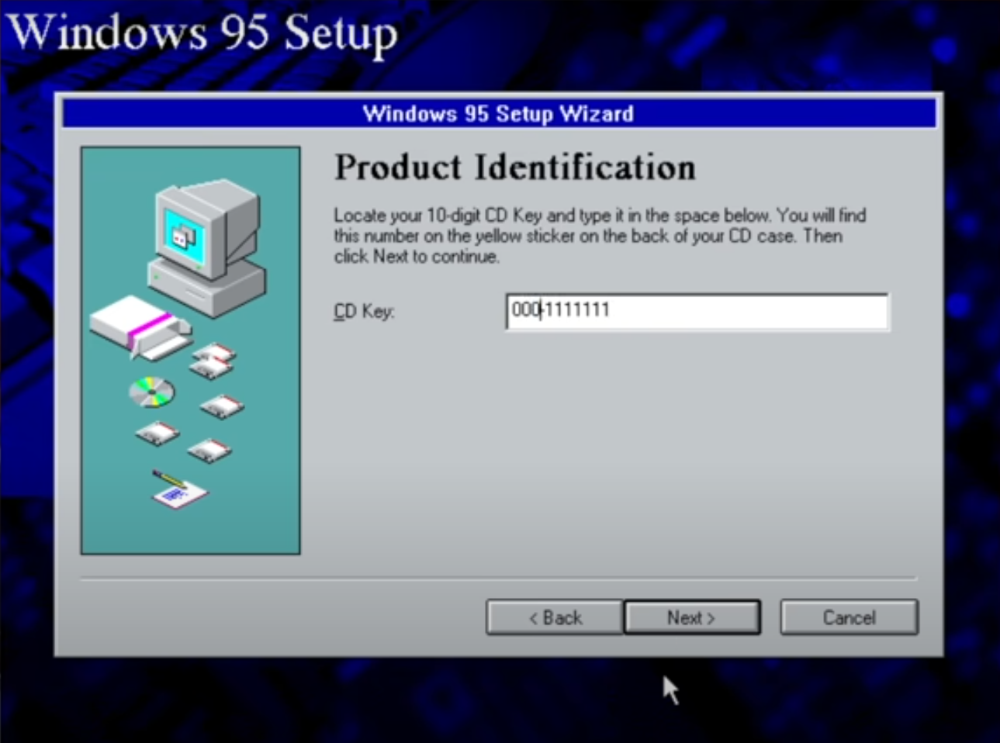 Windows 95 Setup
Windows 95 Setup Wizard
Product Identification
Locate your 10-digit CD Key and type it in the space below. You will find
this number on the yellow sticker on the back of your CD case. Then
click Next to continue.
CD Key:
000-1111111
< Back
Next >
Cancel